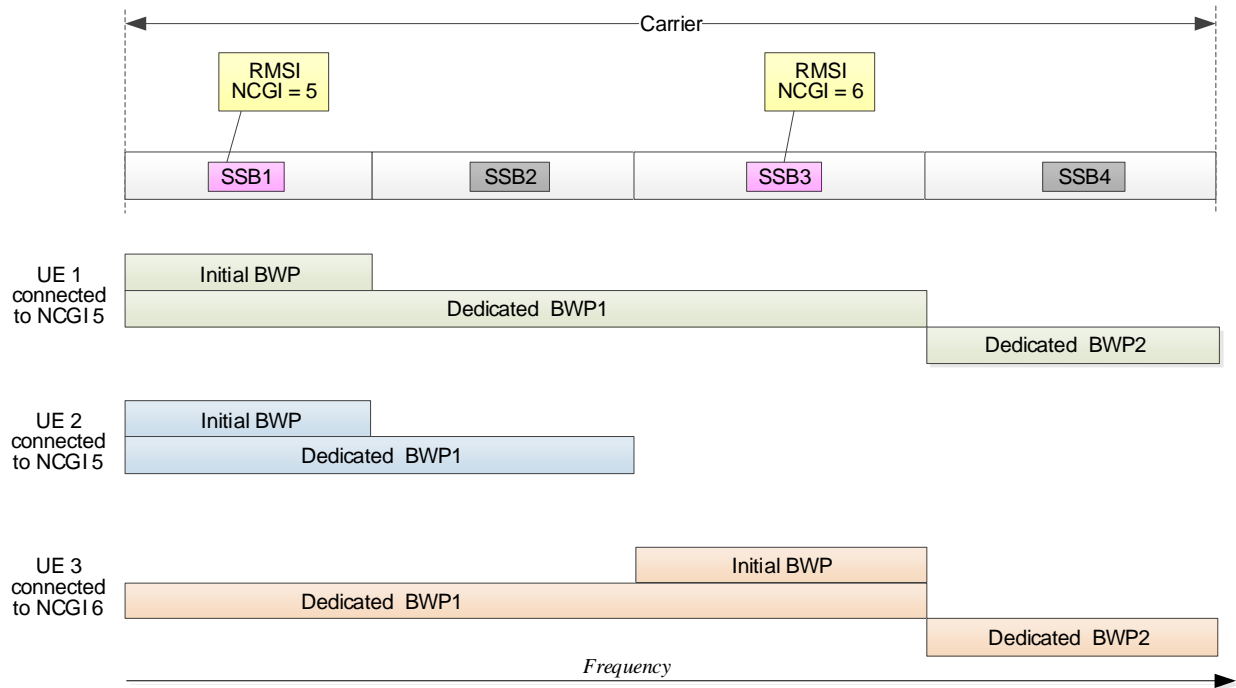 Carrier
RMSI
NCGI = 5
RMSI
NCGI = 6
SSB1
SSB2
SSB3
SSB4
UE 1
connected
to NCGI 5
Initial BWP
Dedicated BWP1
Dedicated BWP2
UE 2
connected
to NCGI 5
Initial BWP
Dedicated BWP1
UE 3
connected
to NCGI 6
Initial BWP
Dedicated BWP1
Dedicated BWP2
Frequency